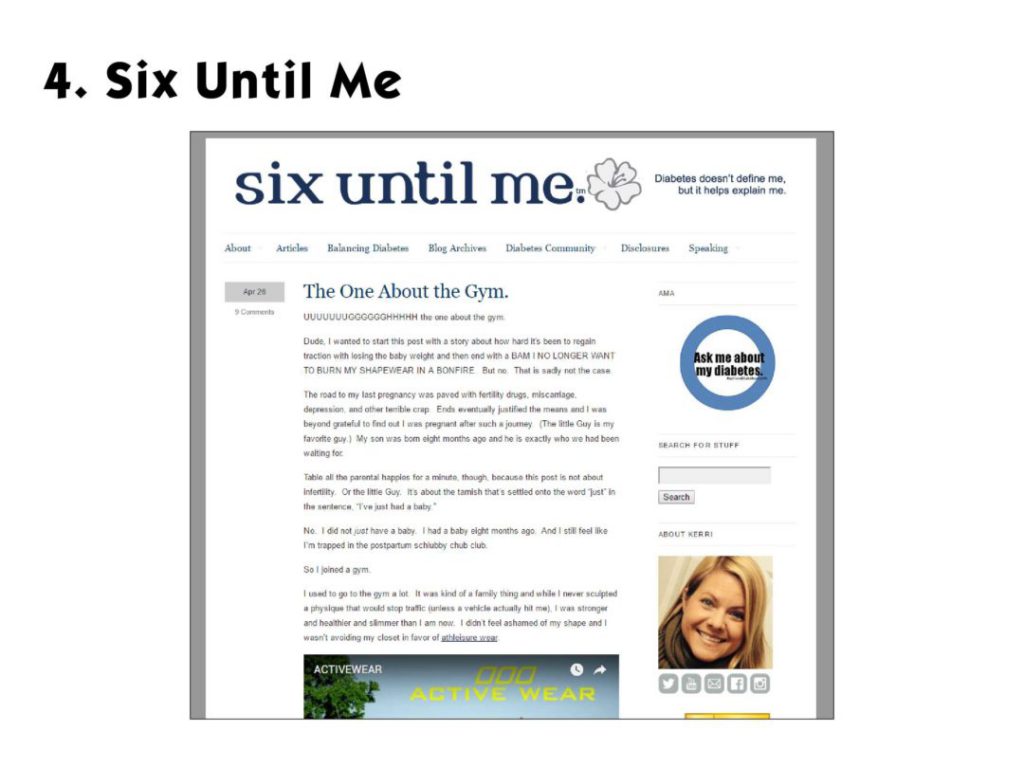 4. Six Until Me
six until me.™
Diabetes doesn't define me,
but it helps explain me.
About
Articles
Balancing Diabetes
Blog Archives
Diabetes Community
Disclosures
Speaking
Apr 26
9 Comments
The One About the Gym.
UUUUUUUGGGGGGHHHHH the one about the gym.
Dude, I wanted to start this post with a story about how hard it's been to regain
traction with losing the baby weight and then end with a BAM I NO LONGER WANT
TO BURN MY SHAPEWEAR IN A BONFIRE. But no. That is sadly not the case.
The road to my last pregnancy was paved with fertility drugs, miscarriage,
depression, and other terrible crap. Ends eventually justified the means and I was
beyond grateful to find out I was pregnant after such a journey. (The little Guy is my
favorite guy.) My son was born eight months ago and he is exactly who we had been
waiting for.
Table all the parental happies for a minute, though, because this post is not about
infertility. Or the little Guy. It's about the tarnish that's settled onto the word "just" in
the sentence, "I've just had a baby."
No. I did not just have a baby. I had a baby eight months ago. And I still feel like
I'm trapped in the postpartum schlubby chub club.
So I joined a gym.
I used to go to the gym a lot. It was kind of a family thing and while I never sculpted
a physique that would stop traffic (unless a vehicle actually hit me), I was stronger
and healthier and slimmer than I am now. I didn't feel ashamed of my shape and I
wasn't avoiding my closet in favor of athleisure wear.
ACTIVEWEAR
ACTIVE WEAR
AMA
Ask me about
my diabetes.
SEARCH FOR STUFF
Search
ABOUT KERRI